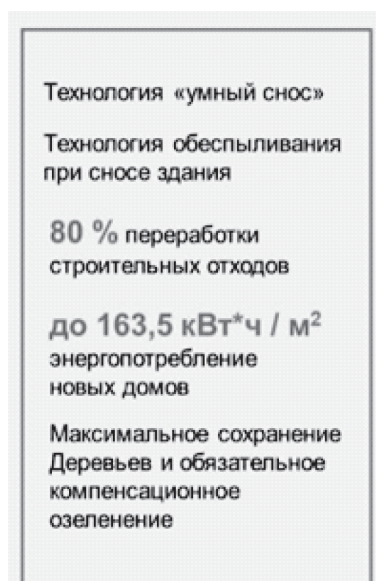 Технология «умный снос»
Технология обеспыливания
при сносе здания
80 % переработки
строительных отходов
до 163,5 кВт*ч / м²
энергопотребление
новых домов
Максимальное сохранение
Деревьев и обязательное
компенсационное
озеленение